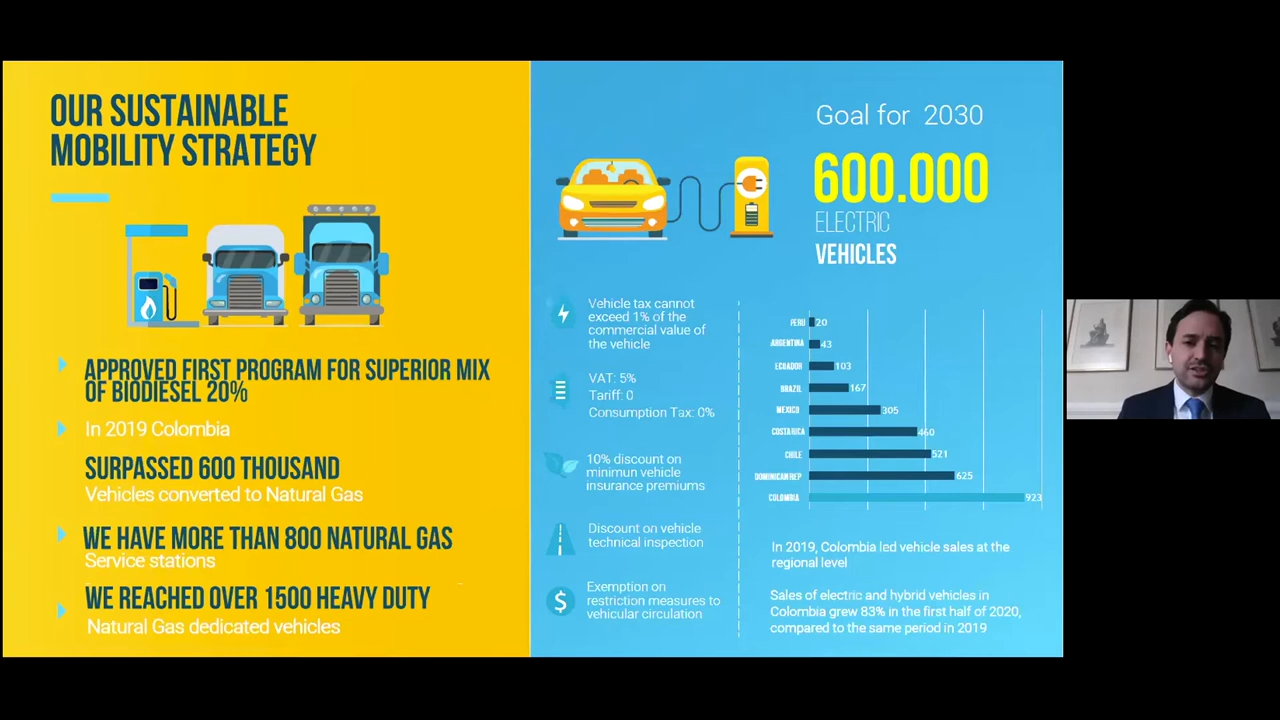 OUR SUSTAINABLE
MOBILITY STRATEGY
APPROVED FIRST PROGRAM FOR SUPERIOR MIX
OF BIODIESEL 20%
In 2019 Colombia
SURPASSED 600 THOUSAND
Vehicles converted to Natural Gas
WE HAVE MORE THAN 800 NATURAL GAS
Service stations
WE REACHED OVER 1500 HEAVY DUTY
Natural Gas dedicated vehicles
Goal for 2030
600.000
ELECTRIC
VEHICLES
Vehicle tax cannot
exceed 1% of the
commercial value of
the vehicle
VAT: 5%
Tariff: 0
Consumption Tax: 0%
10% discount on
minimun vehicle
insurance premiums
Discount on vehicle
technical inspection
Exemption on
restriction measures to
vehicular circulation
PERU 20
ARGENTINA 43
ECUADOR 103
BRAZIL 167
MEXICO 305
COSTA RICA 460
CHILE 521
DOMINICAN REP 625
COLOMBIA 923
In 2019, Colombia led vehicle sales at the
regional level
Sales of electric and hybrid vehicles in
Colombia grew 83% in the first half of 2020,
compared to the same period in 2019